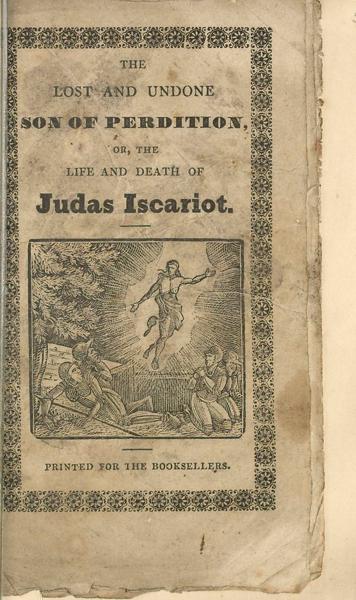 THE
LOST AND UNDONE
SON OF PERDITION,
OR, THE
LIFE AND DEATH OF
Judas Iscariot.
PRINTED FOR THE BOOKSELLERS.